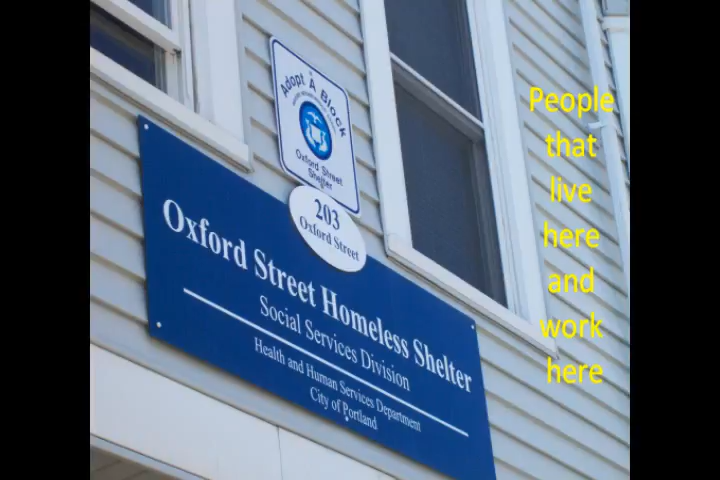 Adopt A Block
Oxford Street
Shelter
203
Oxford Street
Oxford Street Homeless Shelter
Social Services Division
Health and Human Services Department
City of Portland
People
that
live
here
and
work
here